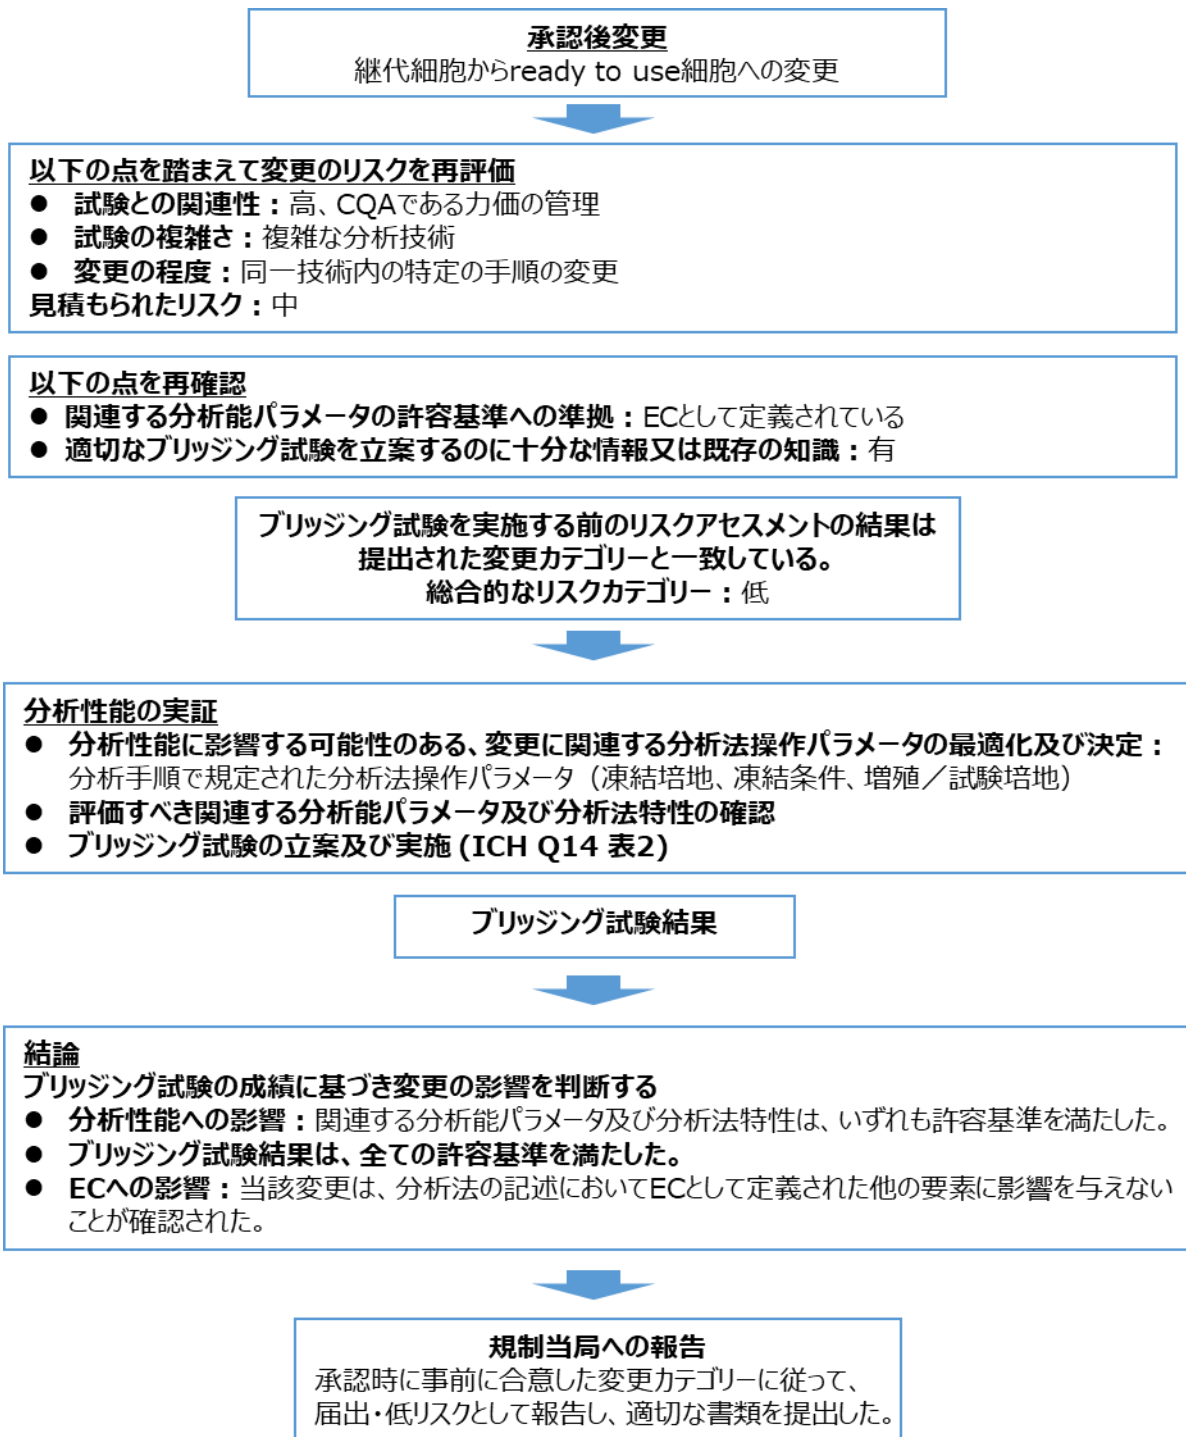 承認後変更
継代細胞からready to use細胞への変更
以下の点を踏まえて変更のリスクを再評価
● 試験との関連性：高、CQAである力価の管理
● 試験の複雑さ：複雑な分析技術
● 変更の程度：同一技術内の特定の手順の変更
見積もられたリスク：中
以下の点を再確認
● 関連する分析能パラメータの許容基準への準拠：ECとして定義されている
● 適切なブリッジング試験を立案するのに十分な情報又は既存の知識：有
ブリッジング試験を実施する前のリスクアセスメントの結果は
提出された変更カテゴリーと一致している。
総合的なリスクカテゴリー：低
分析性能の実証
● 分析性能に影響する可能性のある、変更に関連する分析法操作パラメータの最適化及び決定：
分析手順で規定された分析法操作パラメータ（凍結培地、凍結条件、増殖／試験培地）
● 評価すべき関連する分析能パラメータ及び分析法特性の確認
● ブリッジング試験の立案及び実施 (ICH Q14 表2)
ブリッジング試験結果
結論
ブリッジング試験の成績に基づき変更の影響を判断する
● 分析性能への影響：関連する分析能パラメータ及び分析法特性は、いずれも許容基準を満たした。
● ブリッジング試験結果は、全ての許容基準を満たした。
● ECへの影響：当該変更は、分析法の記述においてECとして定義された他の要素に影響を与えない
ことが確認された。
規制当局への報告
承認時に事前に合意した変更カテゴリーに従って、
届出・低リスクとして報告し、適切な書類を提出した。